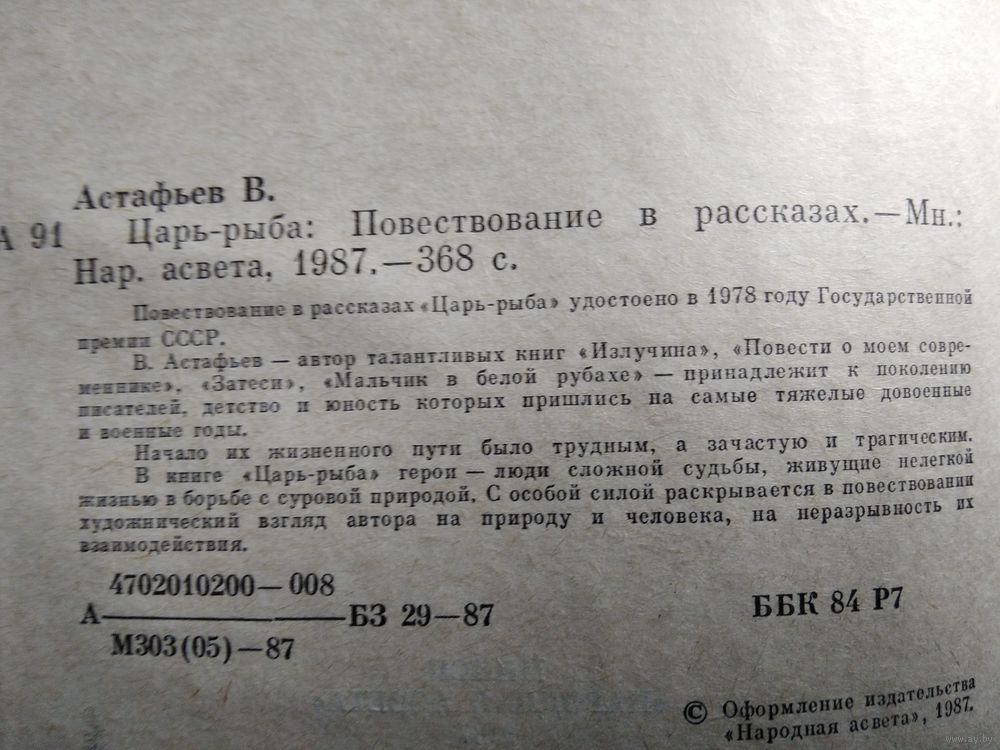 Астафьев В.
А 91 Царь-рыба: Повествование в рассказах.—Мн.:
Нар. асвета, 1987.—368 с.
Повествование в рассказах «Царь-рыба» удостоено в 1978 году Государственной
премии СССР.
В. Астафьев — автор талантливых книг «Излучина», «Повести о моем совре-
меннике», «Затеси», «Мальчик в белой рубахе» — принадлежит к поколению
писателей, детство и юность которых пришлись на самые тяжелые довоенные
и военные годы.
Начало их жизненного пути было трудным, а зачастую и трагическим.
В книге «Царь-рыба» герои — люди сложной судьбы, живущие нелегкой
жизнью в борьбе с суровой природой. С особой силой раскрывается в повествовании
художнический взгляд автора на природу и человека, на неразрывность их
взаимодействия.
4702010200—008
А————————БЗ 29—87
М303(05)—87
ББК 84 Р7
© Оформление издательства
«Народная асвета», 1987.
www.ay.by